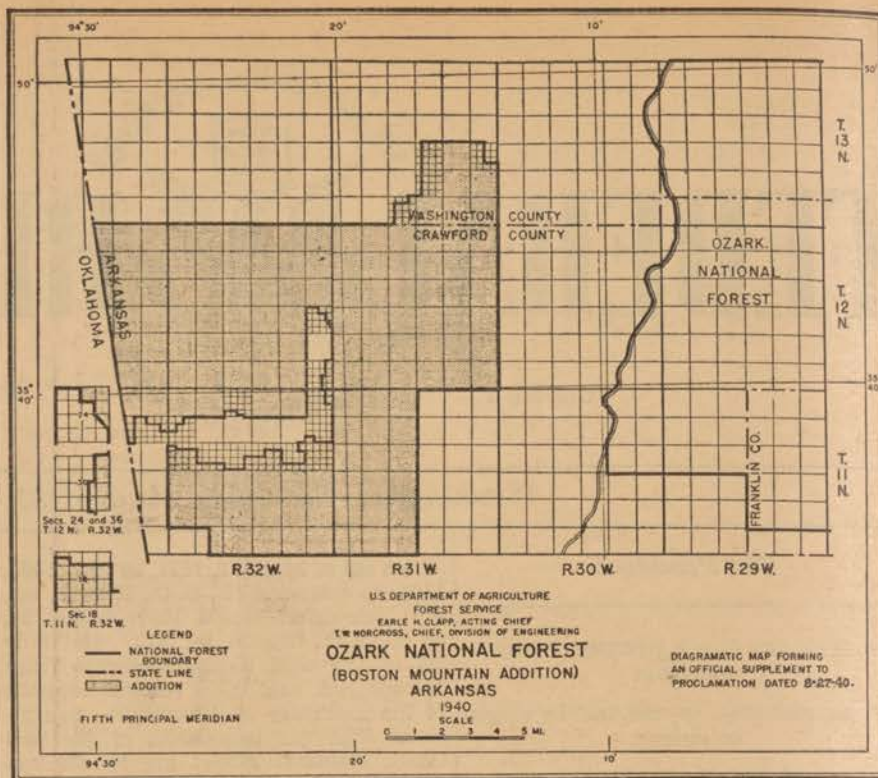 94°30'
20'
10'
50'
50'
T.
13
N.
WASHINGTON COUNTY
CRAWFORD COUNTY
OZARK
NATIONAL
FOREST
ARKANSAS
OKLAHOMA
T.
12
N.
35°
40'
35°
40'
24
36
Secs. 24 and 36
T. 12 N. R. 32 W.
FRANKLIN CO.
T.
11
N.
18
Sec. 18
T. 11 N. R. 32 W.
R. 32 W.
R. 31 W.
R. 30 W.
R. 29 W.
U.S. DEPARTMENT OF AGRICULTURE
FOREST SERVICE
EARLE H. CLAPP, ACTING CHIEF
T.W. NORCROSS, CHIEF, DIVISION OF ENGINEERING
OZARK NATIONAL FOREST
(BOSTON MOUNTAIN ADDITION)
ARKANSAS
1940
SCALE
0 1 2 3 4 5 MI.
LEGEND
NATIONAL FOREST
BOUNDARY
STATE LINE
ADDITION
FIFTH PRINCIPAL MERIDIAN
DIAGRAMATIC MAP FORMING
AN OFFICIAL SUPPLEMENT TO
PROCLAMATION DATED 8-27-40.
94°30'
20'
10'